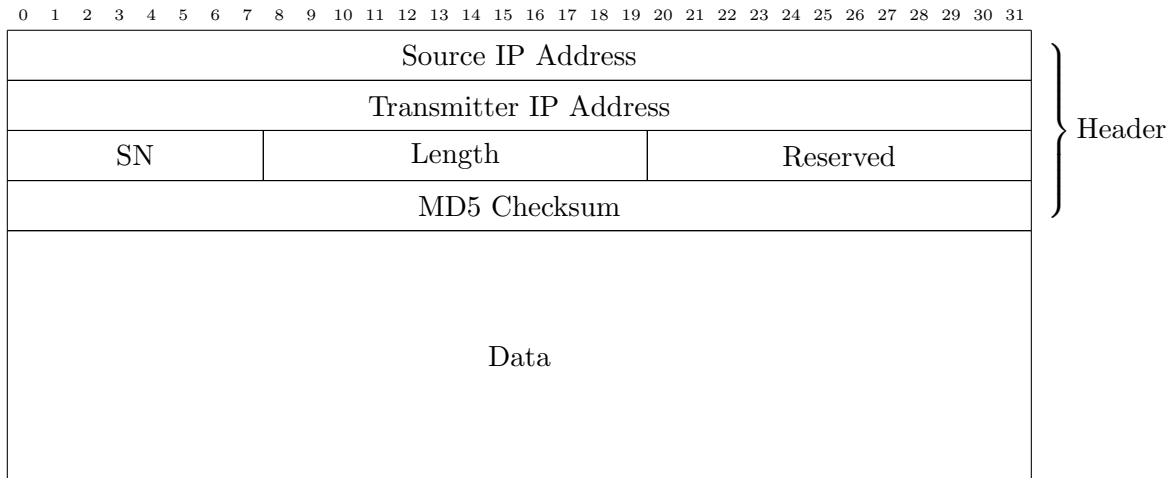 0 1 2 3 4 5 6 7 8 9 10 11 12 13 14 15 16 17 18 19 20 21 22 23 24 25 26 27 28 29 30 31
Source IP Address
Transmitter IP Address
Header
SN Length Reserved
MD5 Checksum
Data